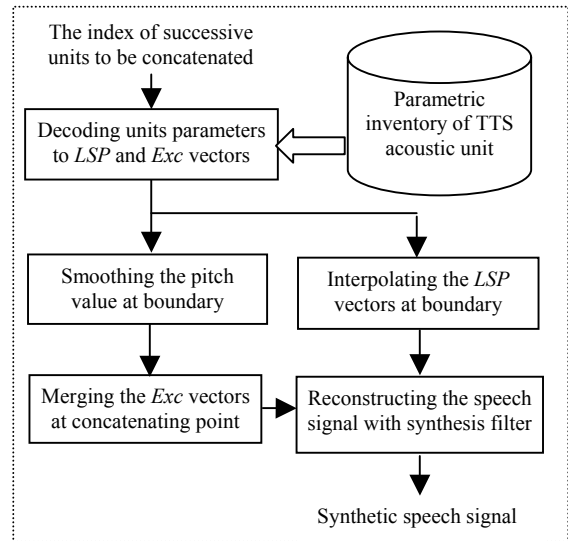 The index of successive
units to be concatenated
Parametric
inventory of TTS
acoustic unit
Decoding units parameters
to LSP and Exc vectors
Smoothing the pitch
value at boundary
Interpolating the LSP
vectors at boundary
Merging the Exc vectors
at concatenating point
Reconstructing the speech
signal with synthesis filter
Synthetic speech signal